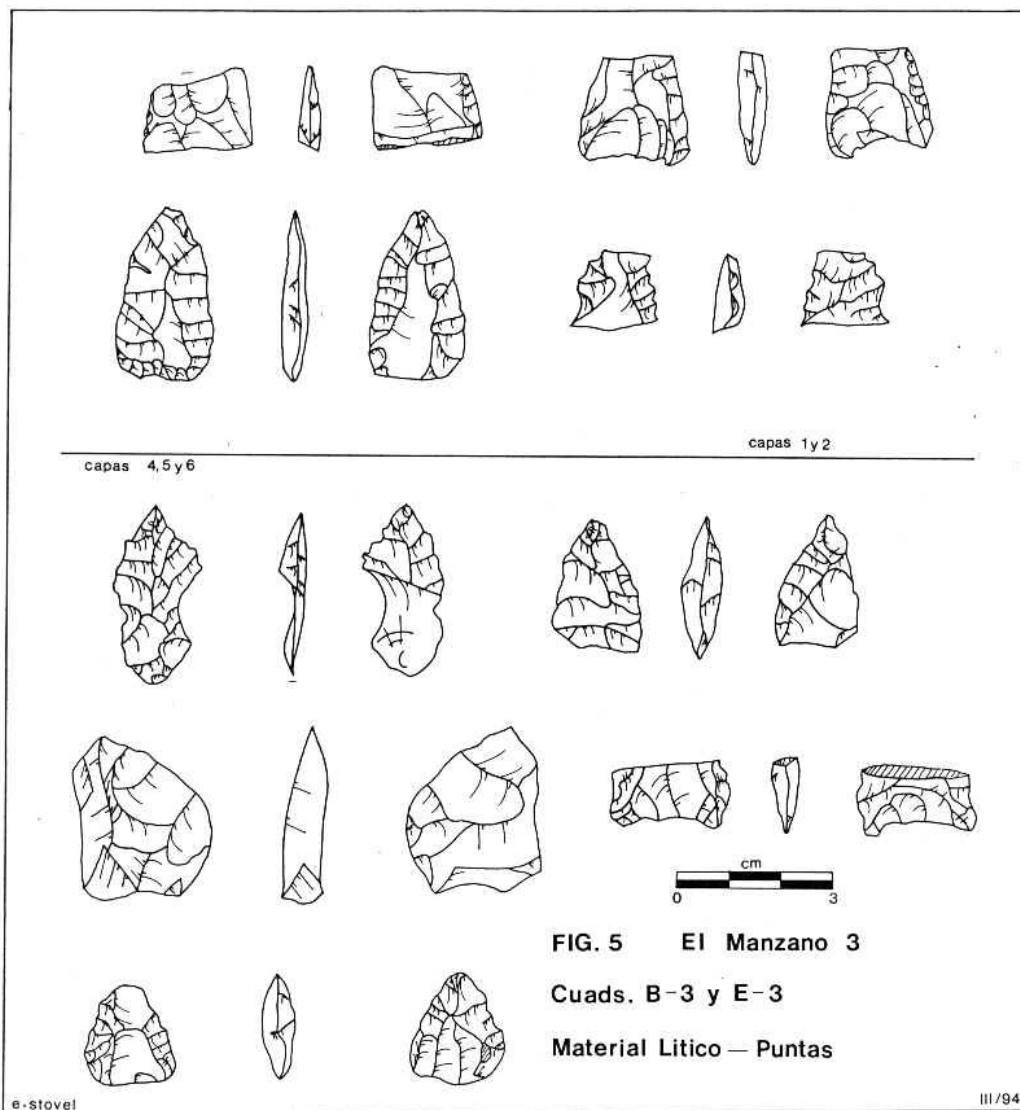 capas 1 y 2
capas 4, 5 y 6
cm
0 3
FIG. 5 El Manzano 3
Cuads. B-3 y E-3
Material Litico — Puntas
e-stovel III/94